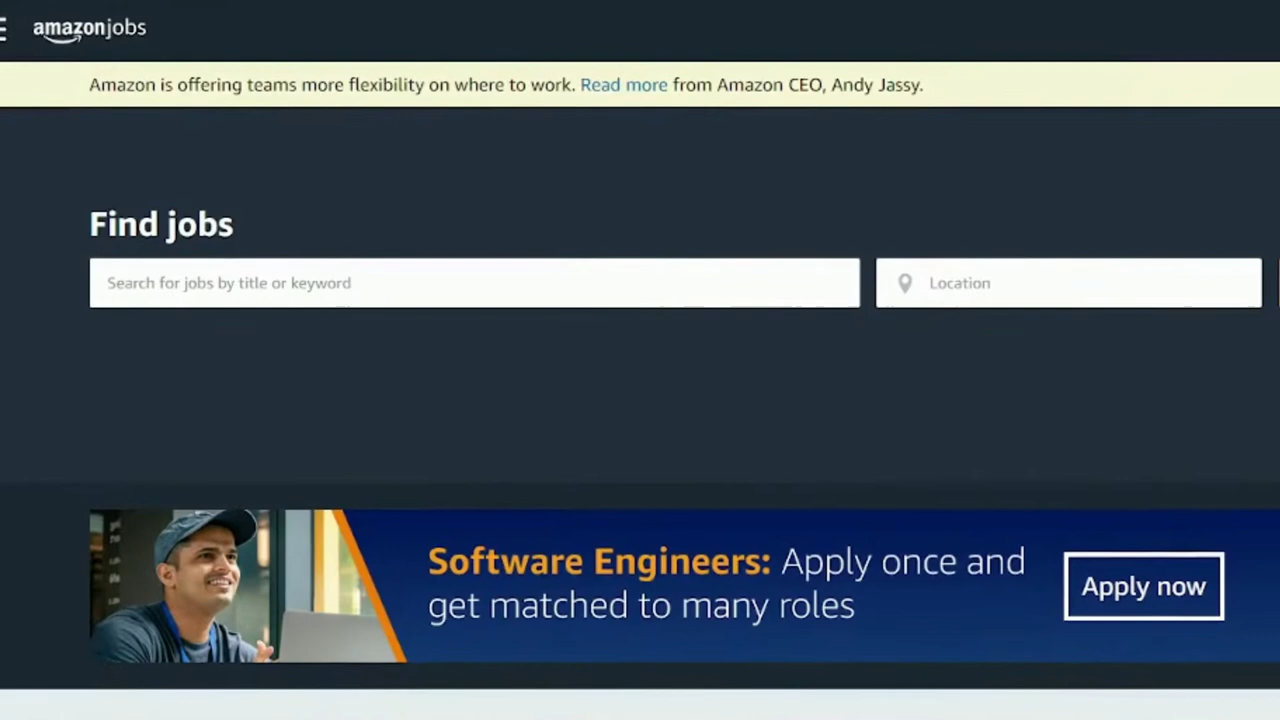 amazonjobs
Amazon is offering teams more flexibility on where to work. Read more from Amazon CEO, Andy Jassy.
Find jobs
Search for jobs by title or keyword
Location
Software Engineers: Apply once and
get matched to many roles
Apply now